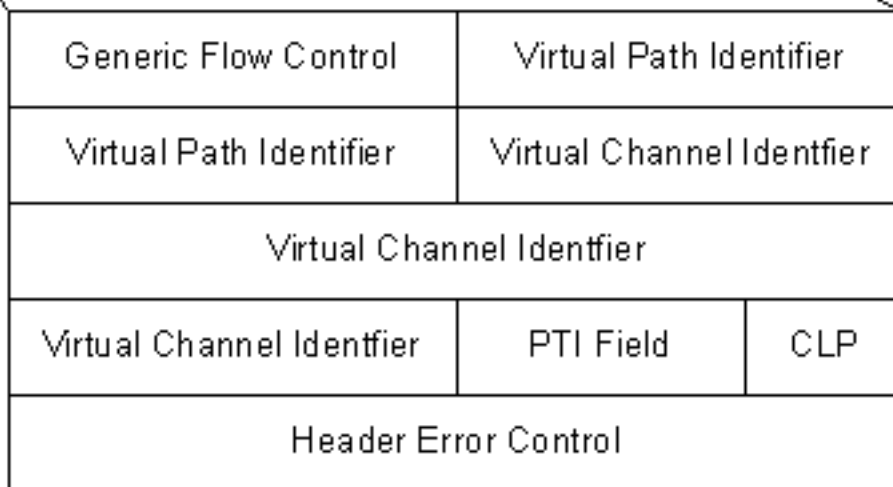 Generic Flow Control Virtual Path Identifier
Virtual Path Identifier Virtual Channel Identfier
Virtual Channel Identfier
Virtual Channel Identfier PTI Field CLP
Header Error Control